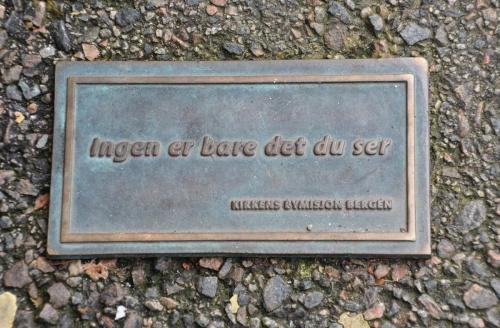 Ingen er bare det du ser
KIRKENS BYMISJON BERGEN